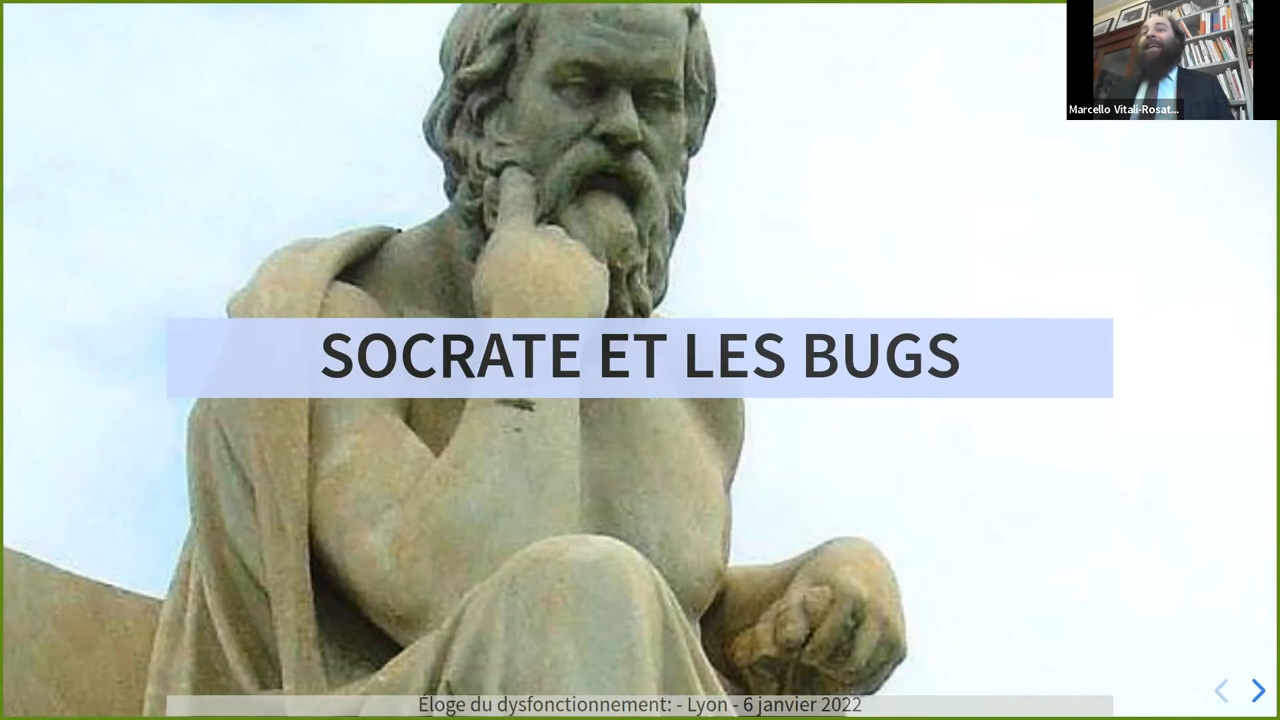 Marcello Vitali-Rosat...
SOCRATE ET LES BUGS
Éloge du dysfonctionnement: - Lyon - 6 janvier 2022